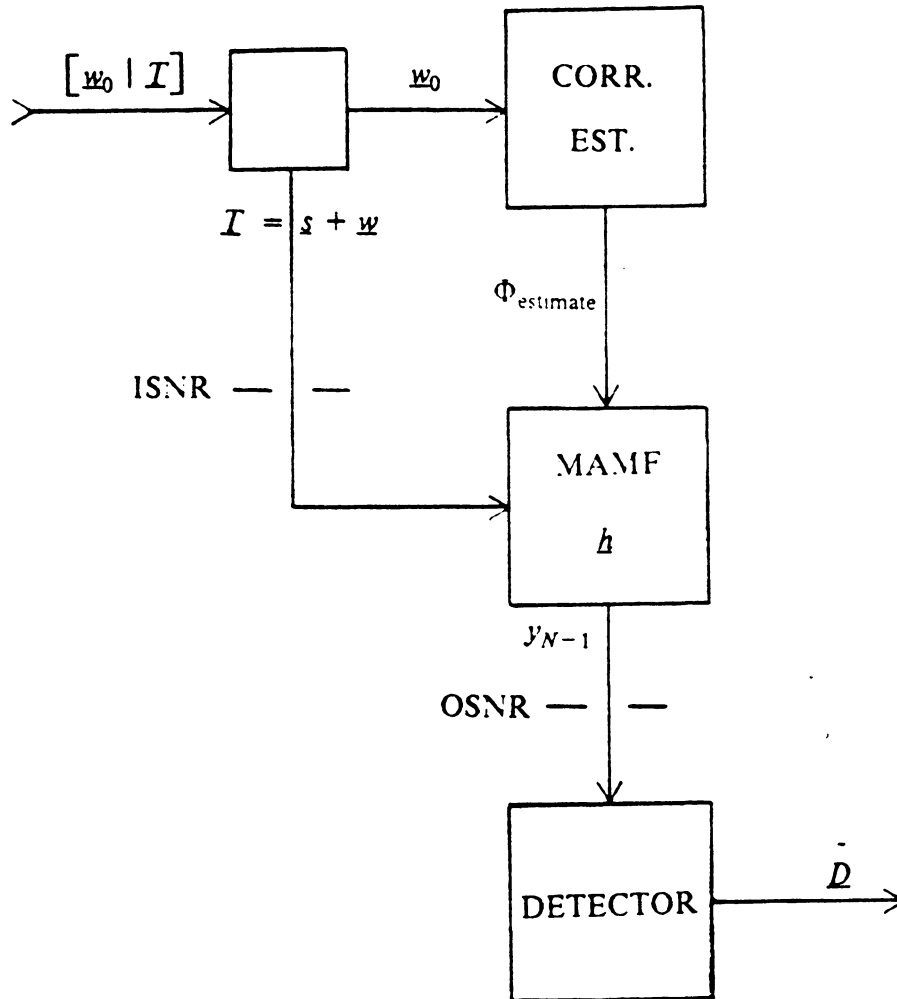 [w₀ | I]
w₀
CORR.
EST.
I = s + w
Φestimate
ISNR
MAMF
h
yN−1
OSNR
DETECTOR
D